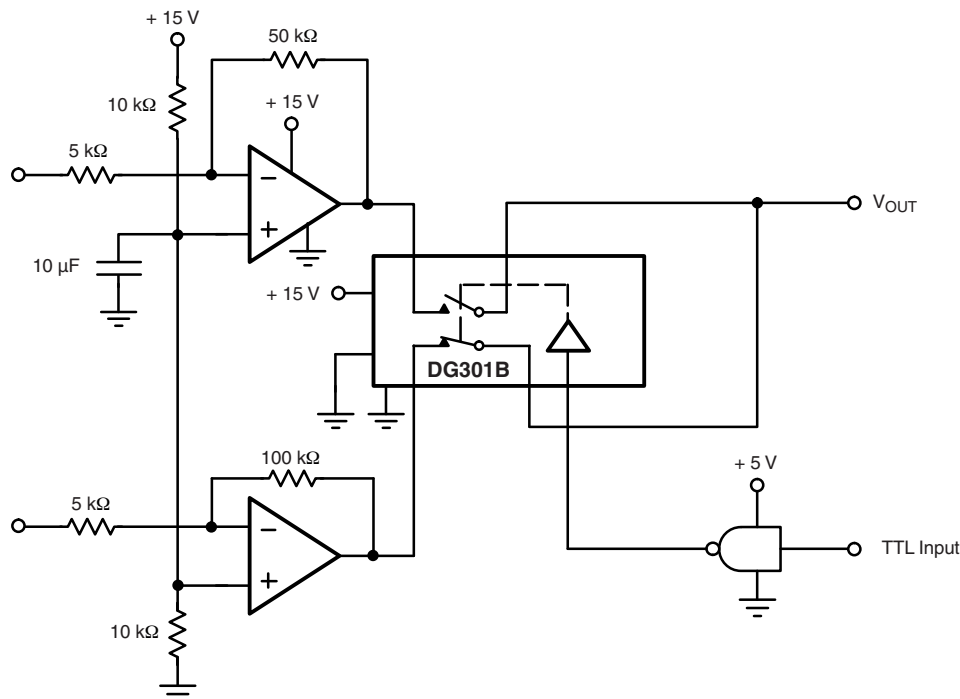 + 15 V
50 kΩ
10 kΩ
+ 15 V
5 kΩ
−
+
V_OUT
10 µF
+ 15 V
DG301B
100 kΩ
5 kΩ
−
+
+ 5 V
TTL Input
10 kΩ